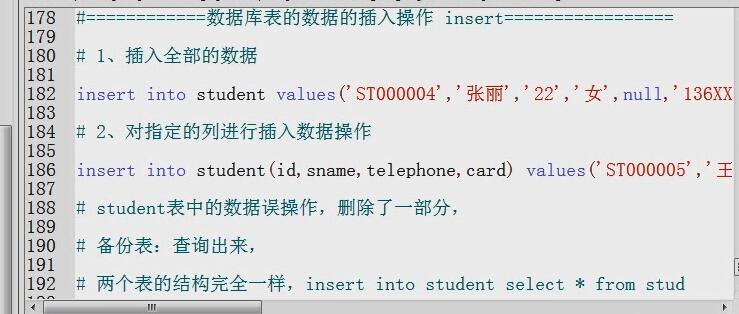 178 #============数据库表的数据的插入操作 insert=================
179
180 # 1、插入全部的数据
181
182 insert into student values('ST000004','张丽','22','女',null,'136XX
183
184 # 2、对指定的列进行插入数据操作
185
186 insert into student(id,sname,telephone,card) values('ST000005','王
187
188 # student表中的数据误操作，删除了一部分，
189
190 # 备份表：查询出来，
191
192 # 两个表的结构完全一样，insert into student select * from stud